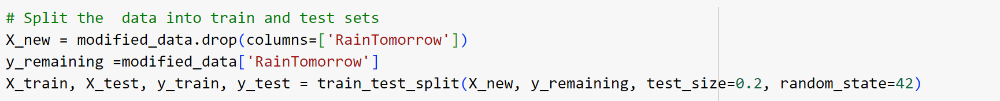 # Split the  data into train and test sets
X_new = modified_data.drop(columns=['RainTomorrow'])
y_remaining =modified_data['RainTomorrow']
X_train, X_test, y_train, y_test = train_test_split(X_new, y_remaining, test_size=0.2, random_state=42)